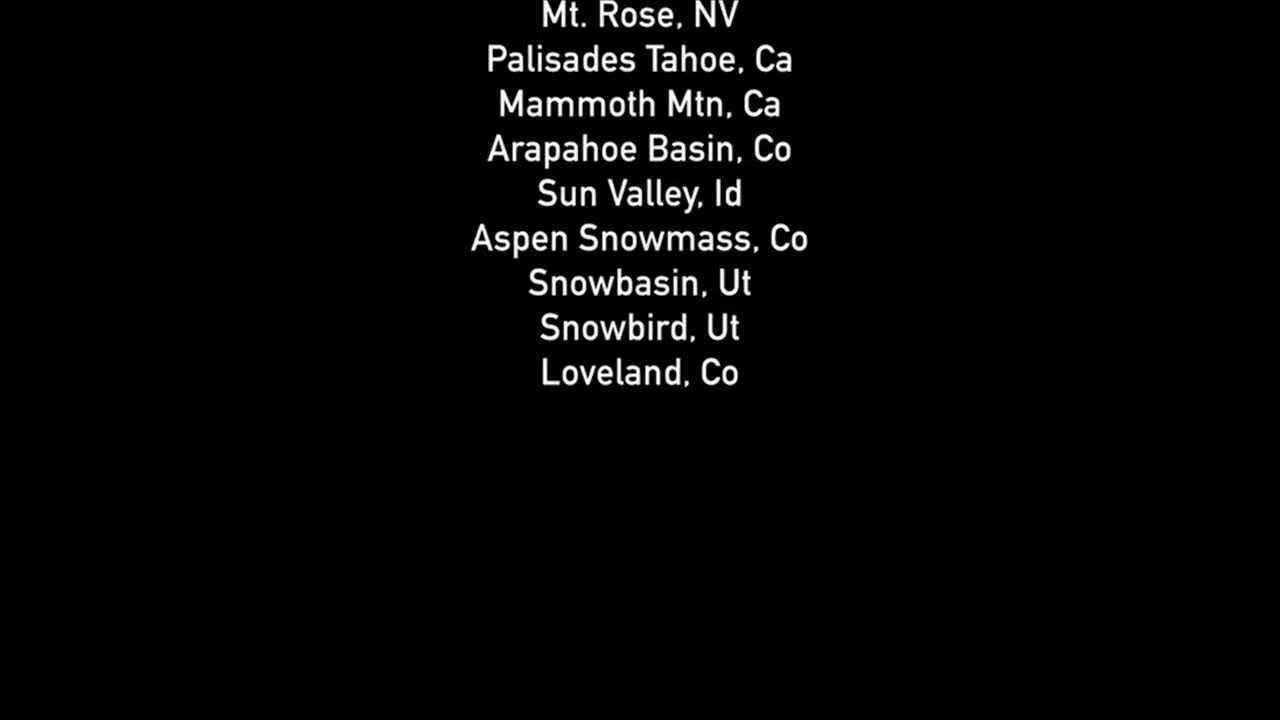 Mt. Rose, NV
Palisades Tahoe, Ca
Mammoth Mtn, Ca
Arapahoe Basin, Co
Sun Valley, Id
Aspen Snowmass, Co
Snowbasin, Ut
Snowbird, Ut
Loveland, Co